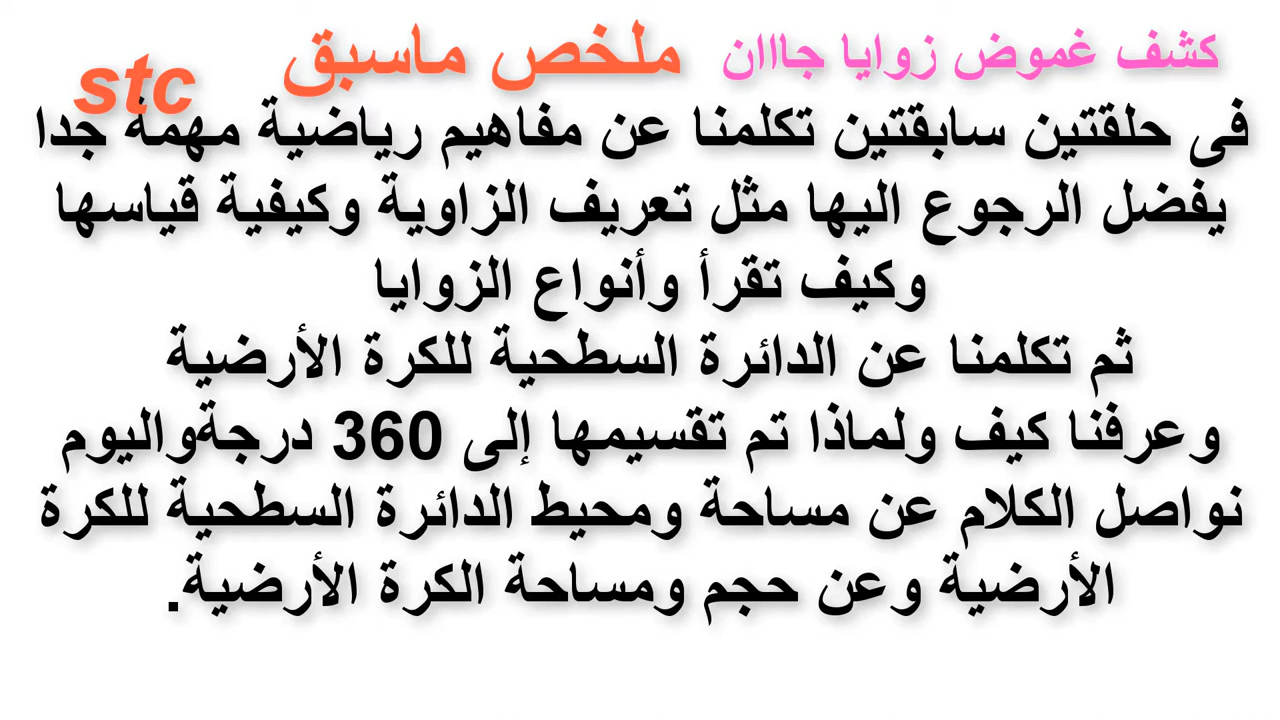 كشف غموض زوايا جاااان ملخص ماسبق stc
فى حلقتين سابقتين تكلمنا عن مفاهيم رياضية مهمة جدا
يفضل الرجوع اليها مثل تعريف الزاوية وكيفية قياسها
وكيف تقرأ وأنواع الزوايا
ثم تكلمنا عن الدائرة السطحية للكرة الأرضية
وعرفنا كيف ولماذا تم تقسيمها إلى 360 درجةواليوم
نواصل الكلام عن مساحة ومحيط الدائرة السطحية للكرة
الأرضية وعن حجم ومساحة الكرة الأرضية.